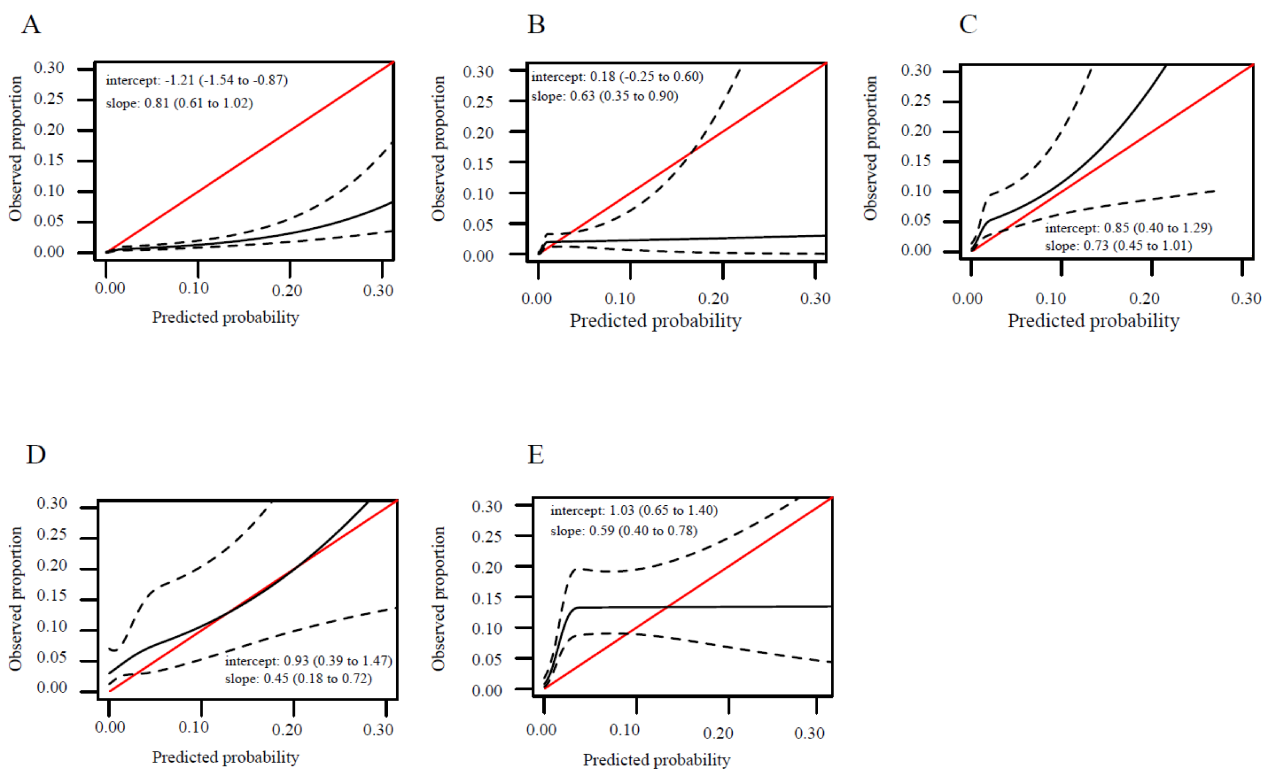 A
B
C
Observed proportion
0.30
0.25
0.20
0.15
0.10
0.05
0.00
intercept: -1.21 (-1.54 to -0.87)
slope: 0.81 (0.61 to 1.02)
0.00
0.10
0.20
0.30
Predicted probability
Observed proportion
0.30
0.25
0.20
0.15
0.10
0.05
0.00
intercept: 0.18 (-0.25 to 0.60)
slope: 0.63 (0.35 to 0.90)
0.00
0.10
0.20
0.30
Predicted probability
Observed proportion
0.30
0.25
0.20
0.15
0.10
0.05
0.00
intercept: 0.85 (0.40 to 1.29)
slope: 0.73 (0.45 to 1.01)
0.00
0.10
0.20
0.30
Predicted probability
D
E
Observed proportion
0.30
0.25
0.20
0.15
0.10
0.05
0.00
intercept: 0.93 (0.39 to 1.47)
slope: 0.45 (0.18 to 0.72)
0.00
0.10
0.20
0.30
Predicted probability
Observed proportion
0.30
0.25
0.20
0.15
0.10
0.05
0.00
intercept: 1.03 (0.65 to 1.40)
slope: 0.59 (0.40 to 0.78)
0.00
0.10
0.20
0.30
Predicted probability